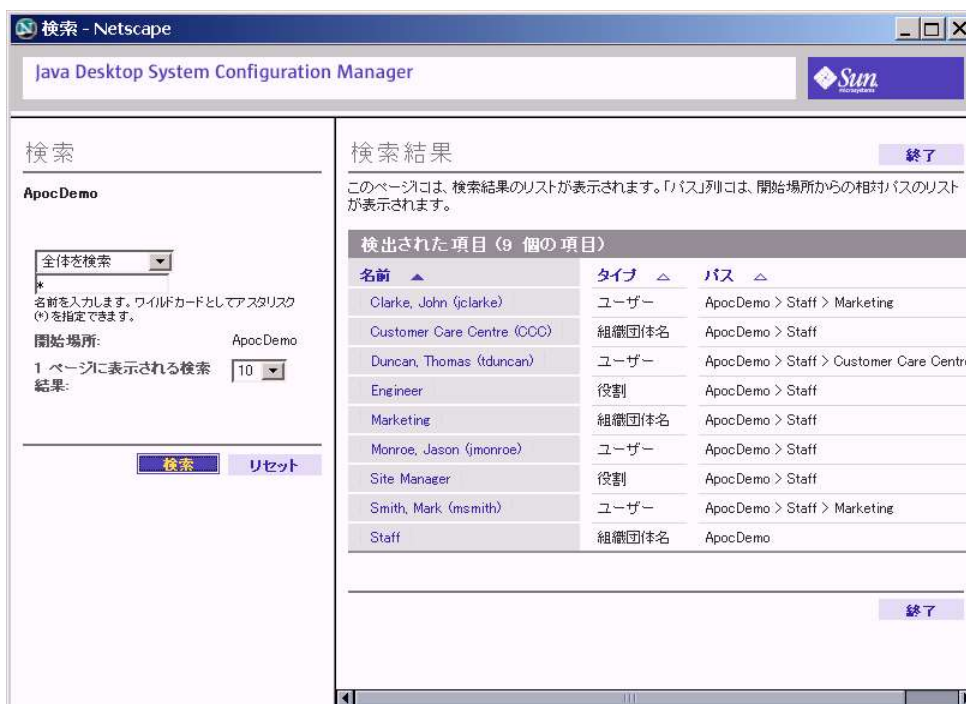 検索 - Netscape
Java Desktop System Configuration Manager
Sun
microsystems
検索
ApocDemo
全体を検索
*
名前を入力します。ワイルドカードとしてアスタリスク
(*)を指定できます。
開始場所: ApocDemo
1 ページに表示される検索
結果: 10
検索 リセット
検索結果
終了
このページには、検索結果のリストが表示されます。「パス」列には、開始場所からの相対パスのリスト
が表示されます。
検出された項目 (9 個の項目)
名前 タイプ パス
Clarke, John (jclarke) ユーザー ApocDemo > Staff > Marketing
Customer Care Centre (CCC) 組織団体名 ApocDemo > Staff
Duncan, Thomas (tduncan) ユーザー ApocDemo > Staff > Customer Care Centre
Engineer 役割 ApocDemo > Staff
Marketing 組織団体名 ApocDemo > Staff
Monroe, Jason (jmonroe) ユーザー ApocDemo > Staff
Site Manager 役割 ApocDemo > Staff
Smith, Mark (msmith) ユーザー ApocDemo > Staff > Marketing
Staff 組織団体名 ApocDemo
終了